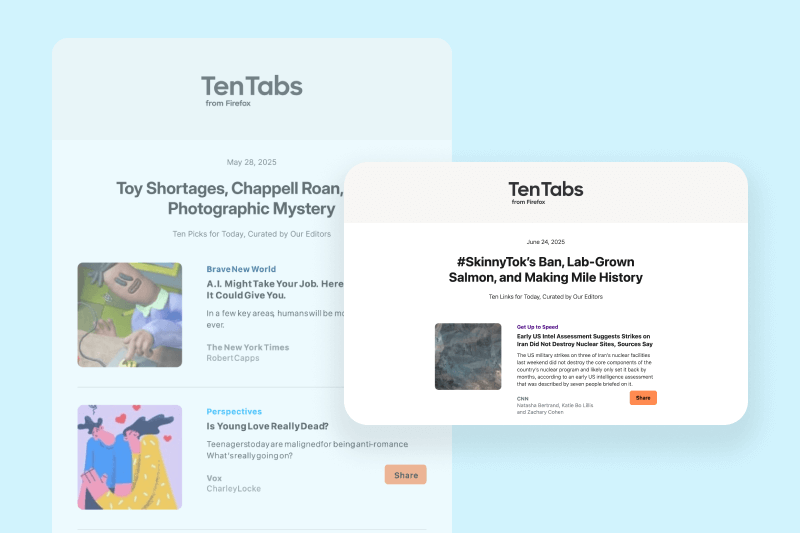 TenTabs
from Firefox
May 28, 2025
Toy Shortages, Chappell Roan,
Photographic Mystery
Ten Picks for Today, Curated by Our Editors
Brave New World
A.I. Might Take Your Job. Here
It Could Give You.
In a few key areas, humans will be mo
ever.
The New York Times
Robert Capps
Perspectives
Is Young Love Really Dead?
Teenagers today are maligned for being anti-romance
What's really going on?
Vox
Charley Locke
Share
TenTabs
from Firefox
June 24, 2025
#SkinnyTok's Ban, Lab-Grown
Salmon, and Making Mile History
Ten Links for Today, Curated by Our Editors
Get Up to Speed
Early US Intel Assessment Suggests Strikes on
Iran Did Not Destroy Nuclear Sites, Sources Say
The US military strikes on three of Iran's nuclear facilities
last weekend did not destroy the core components of the
country's nuclear program and likely only set it back by
months, according to an early US intelligence assessment
that was described by seven people briefed on it.
CNN
Natasha Bertrand, Katie Bo Lillis
and Zachary Cohen
Share